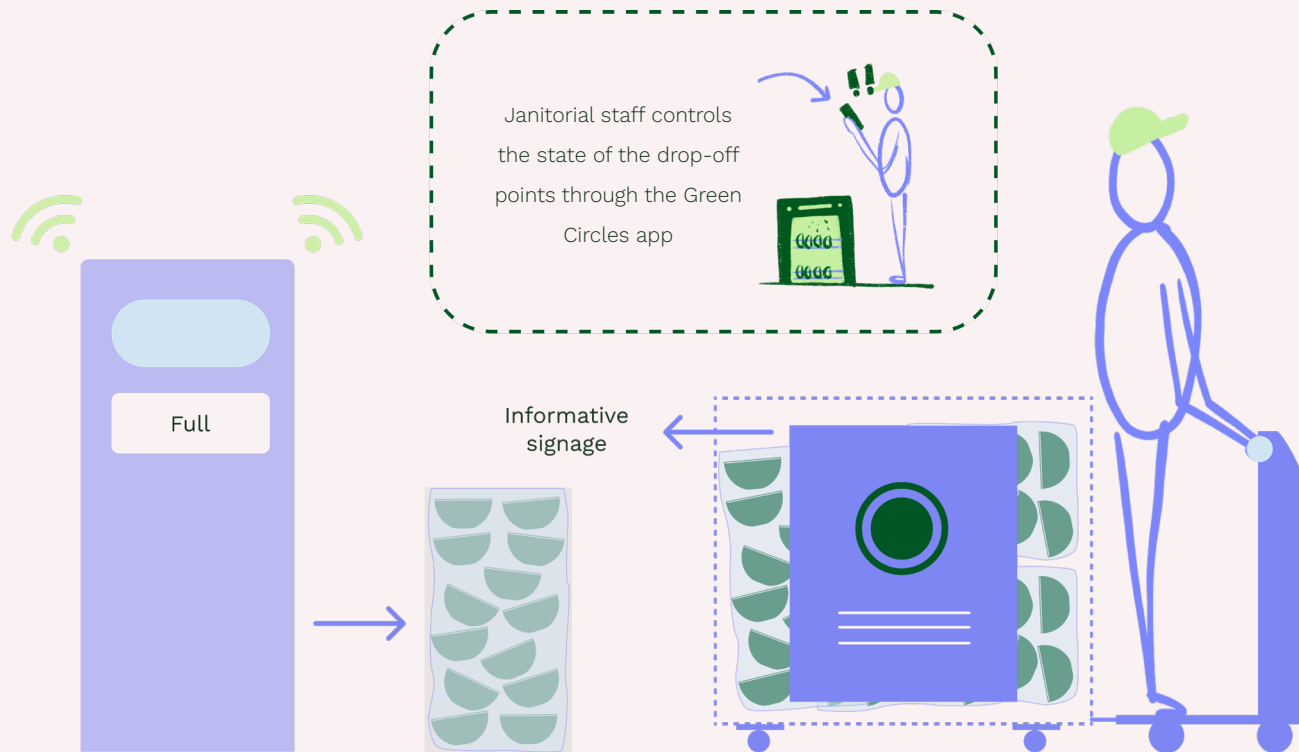 Janitorial staff controls
the state of the drop-off
points through the Green
Circles app
Full
Informative
signage